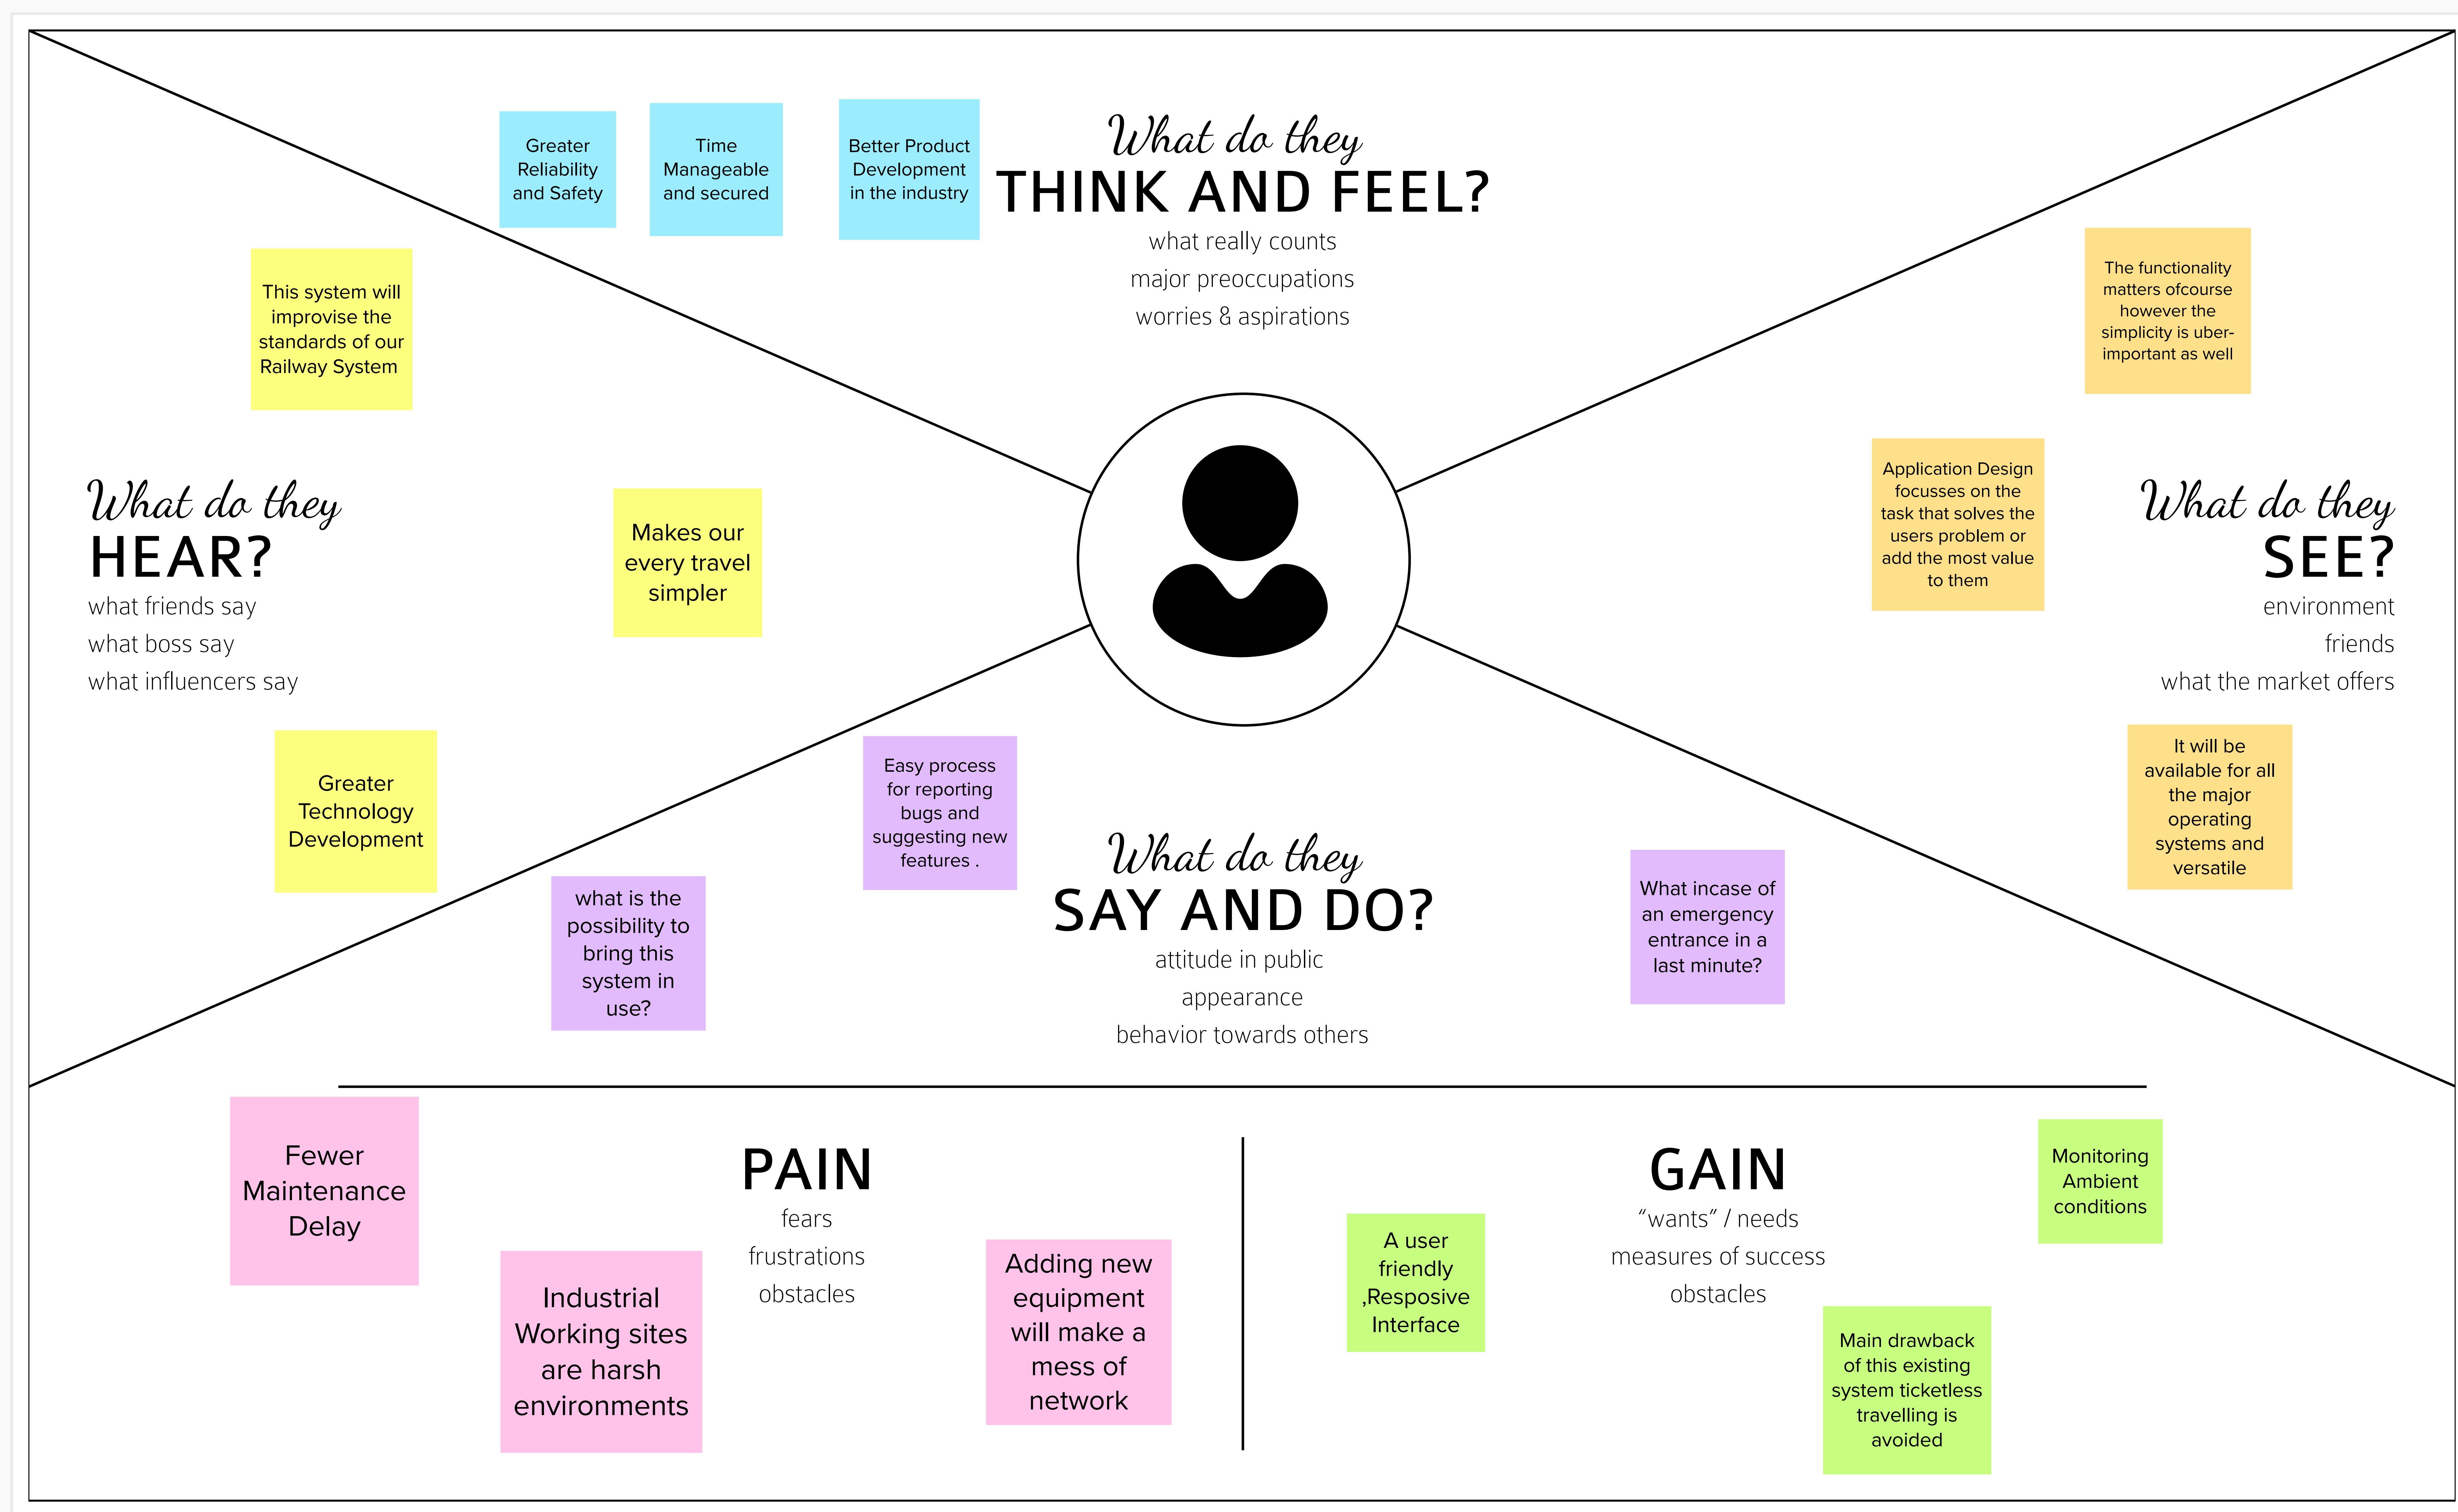 Greater
Reliability
and Safety
Time
Manageable
and secured
Better Product
Development
in the industry
What do they
THINK AND FEEL?
what really counts
major preoccupations
worries & aspirations
This system will
improvise the
standards of our
Railway System
What do they
HEAR?
what friends say
what boss say
what influencers say
Makes our
every travel
simpler
Greater
Technology
Development
The functionality
matters ofcourse
however the
simplicity is uber-
important as well
Application Design
focusses on the
task that solves the
users problem or
add the most value
to them
What do they
SEE?
environment
friends
what the market offers
It will be
available for all
the major
operating
systems and
versatile
Easy process
for reporting
bugs and
suggesting new
features .
what is the
possibility to
bring this
system in
use?
What do they
SAY AND DO?
attitude in public
appearance
behavior towards others
What incase of
an emergency
entrance in a
last minute?
Fewer
Maintenance
Delay
Industrial
Working sites
are harsh
environments
PAIN
fears
frustrations
obstacles
Adding new
equipment
will make a
mess of
network
A user
friendly
,Resposive
Interface
GAIN
“wants” / needs
measures of success
obstacles
Main drawback
of this existing
system ticketless
travelling is
avoided
Monitoring
Ambient
conditions